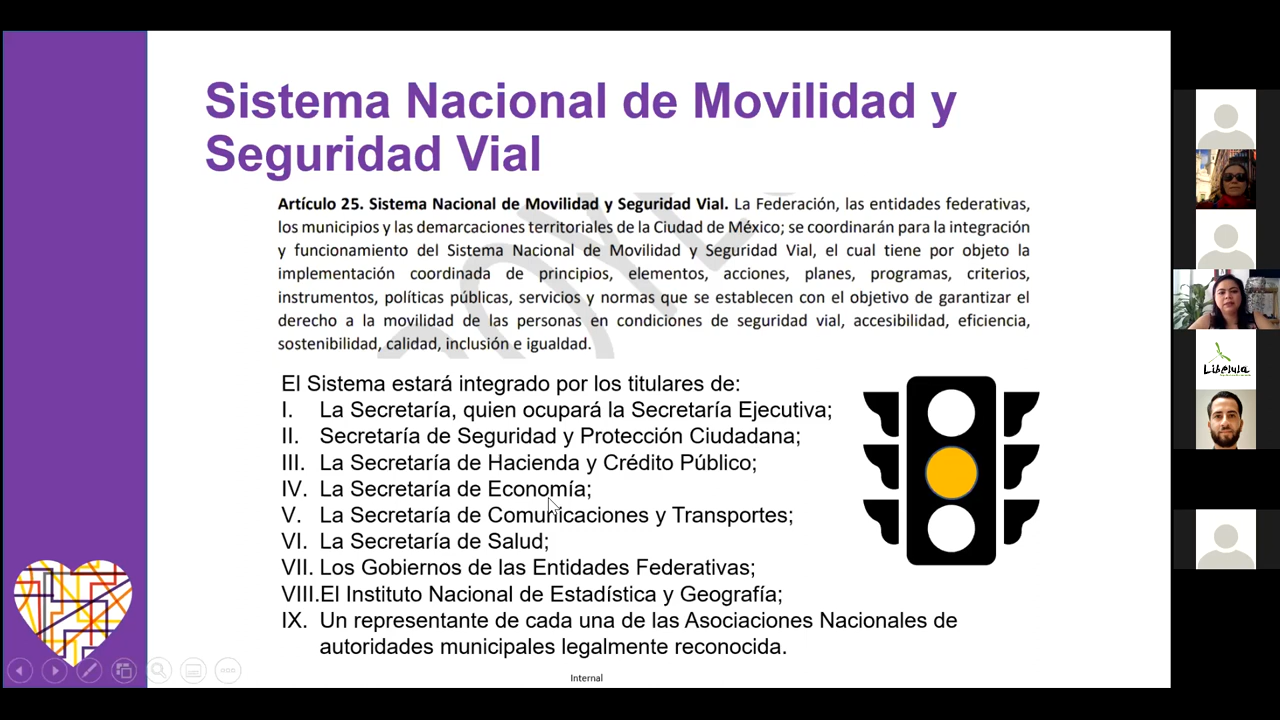 Sistema Nacional de Movilidad y
Seguridad Vial
Artículo 25. Sistema Nacional de Movilidad y Seguridad Vial. La Federación, las entidades federativas,
los municipios y las demarcaciones territoriales de la Ciudad de México; se coordinarán para la integración
y funcionamiento del Sistema Nacional de Movilidad y Seguridad Vial, el cual tiene por objeto la
implementación coordinada de principios, elementos, acciones, planes, programas, criterios,
instrumentos, políticas públicas, servicios y normas que se establecen con el objetivo de garantizar el
derecho a la movilidad de las personas en condiciones de seguridad vial, accesibilidad, eficiencia,
sostenibilidad, calidad, inclusión e igualdad.
El Sistema estará integrado por los titulares de:
I. La Secretaría, quien ocupará la Secretaría Ejecutiva;
II. Secretaría de Seguridad y Protección Ciudadana;
III. La Secretaría de Hacienda y Crédito Público;
IV. La Secretaría de Economía;
V. La Secretaría de Comunicaciones y Transportes;
VI. La Secretaría de Salud;
VII. Los Gobiernos de las Entidades Federativas;
VIII. El Instituto Nacional de Estadística y Geografía;
IX. Un representante de cada una de las Asociaciones Nacionales de
autoridades municipales legalmente reconocida.
Internal
Libélula